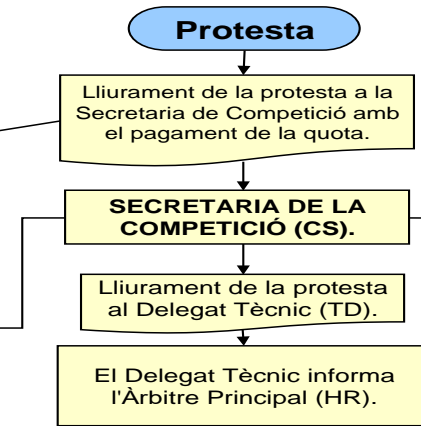 Protesta
Lliurament de la protesta a la
Secretaria de Competició amb
el pagament de la quota.
SECRETARIA DE LA
COMPETICIÓ (CS).
Lliurament de la protesta
al Delegat Tècnic (TD).
El Delegat Tècnic informa
l'Àrbitre Principal (HR).